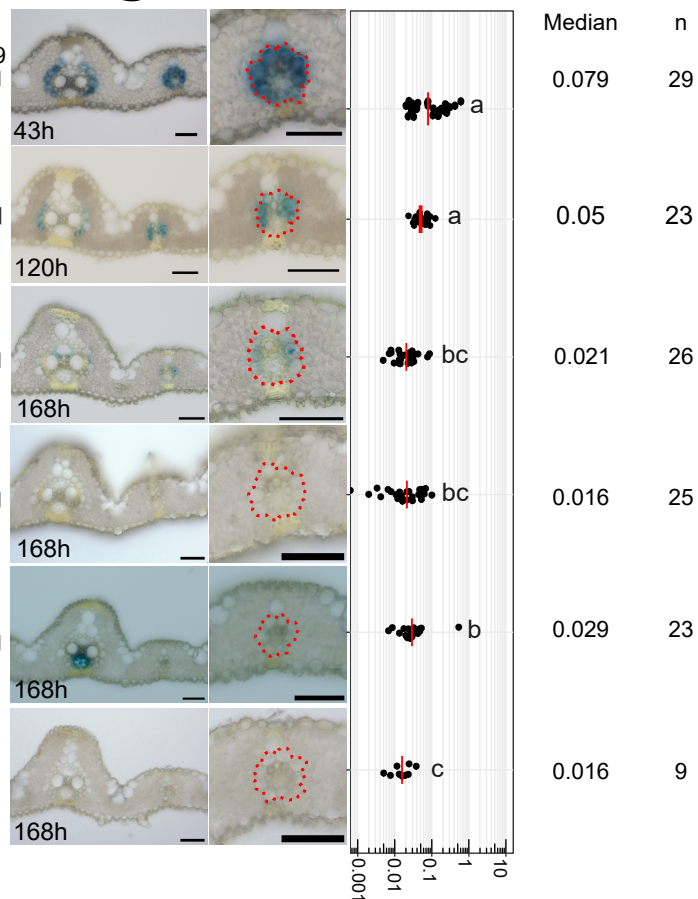 Median n
9
43h a 0.079 29
120h a 0.05 23
168h bc 0.021 26
168h bc 0.016 25
168h b 0.029 23
168h c 0.016 9
0.001 0.01 0.1 1 10